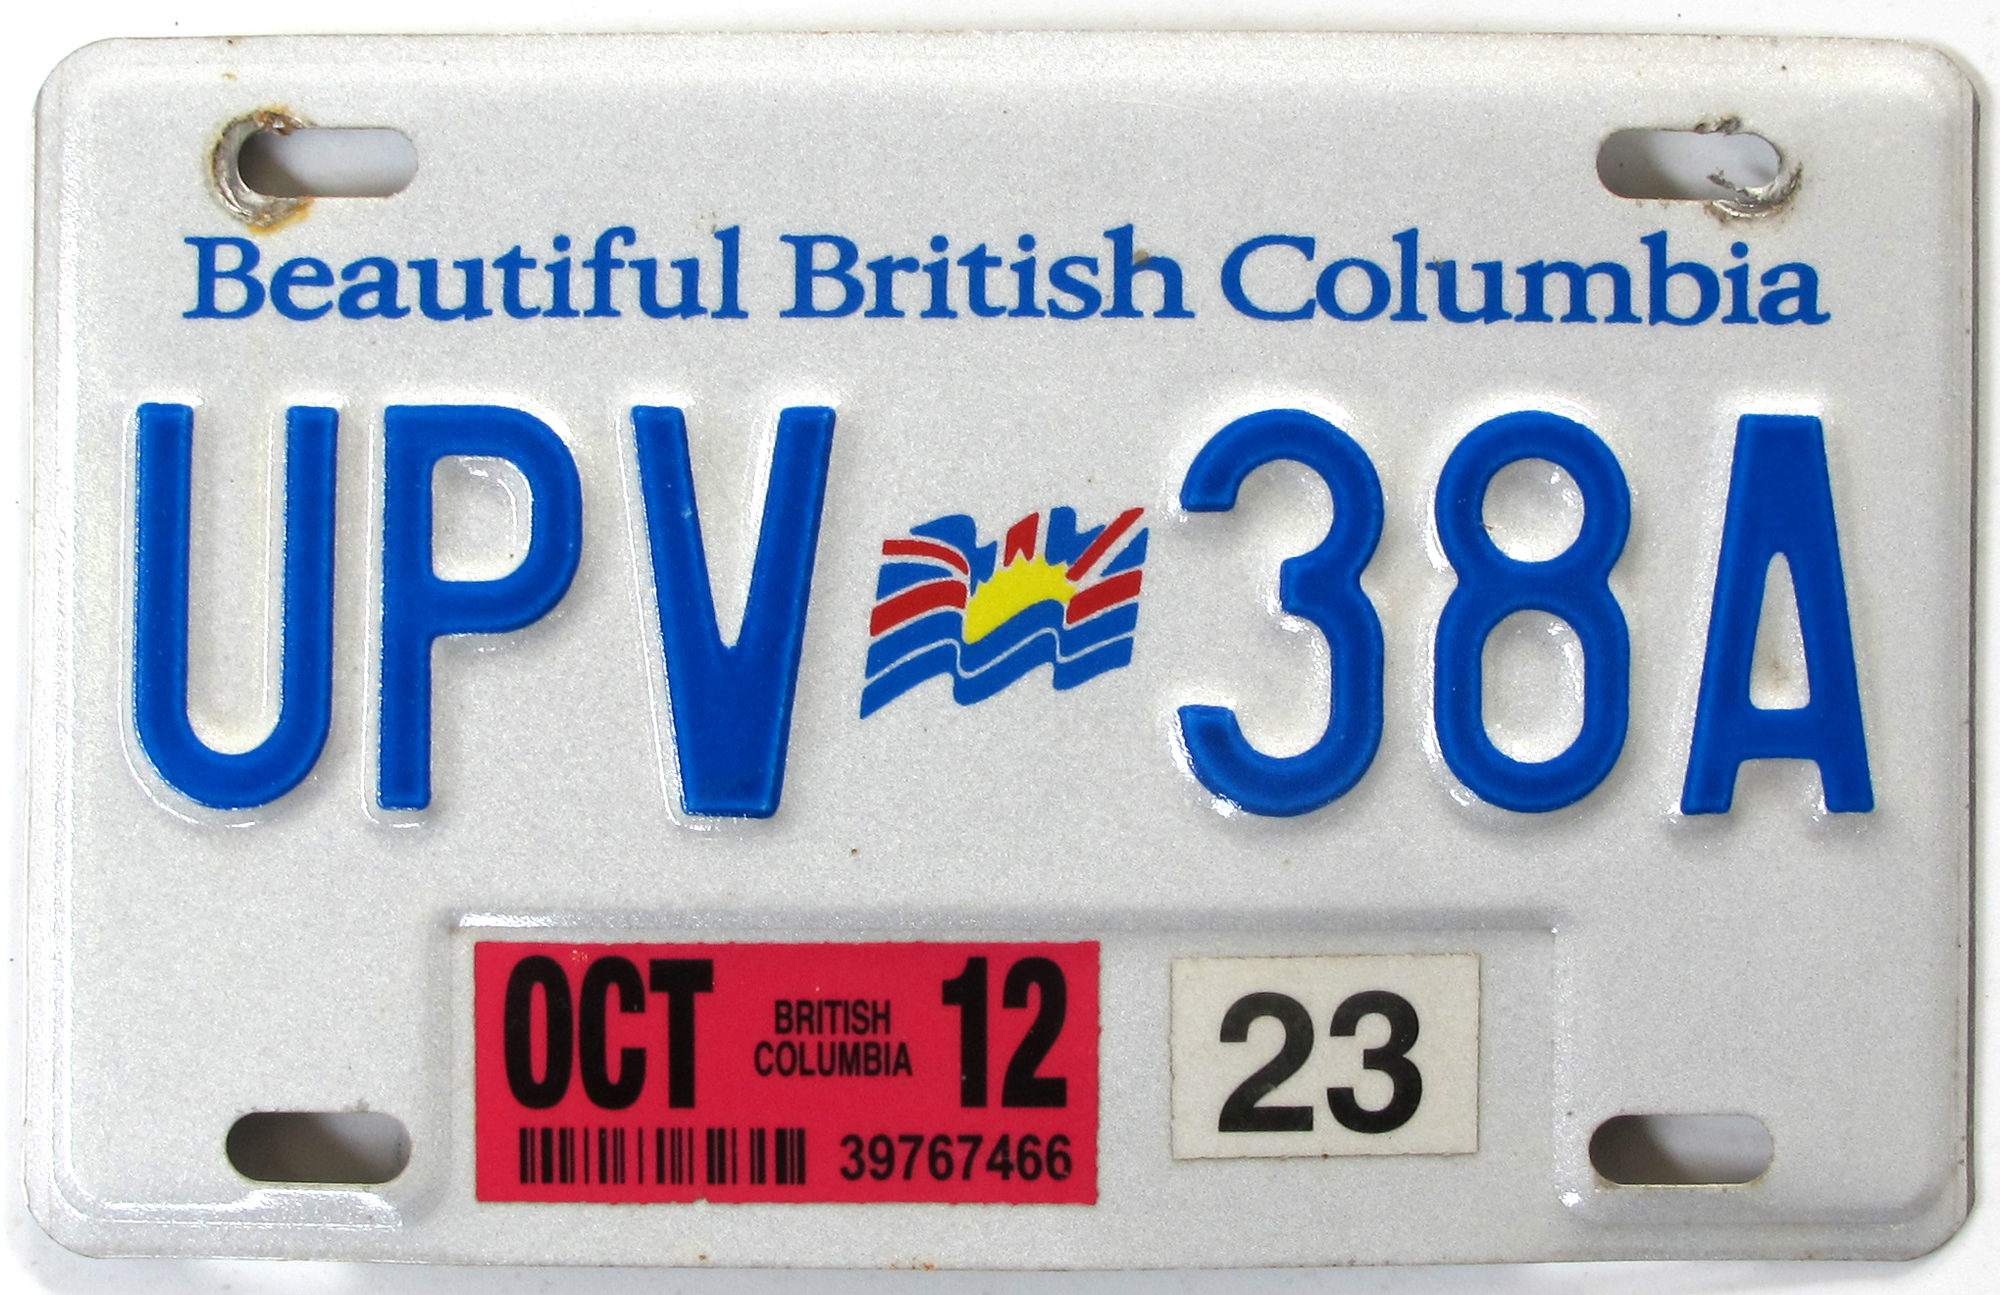 Beautiful British Columbia
UPV 38A
OCT BRITISH COLUMBIA 12 23
39767466